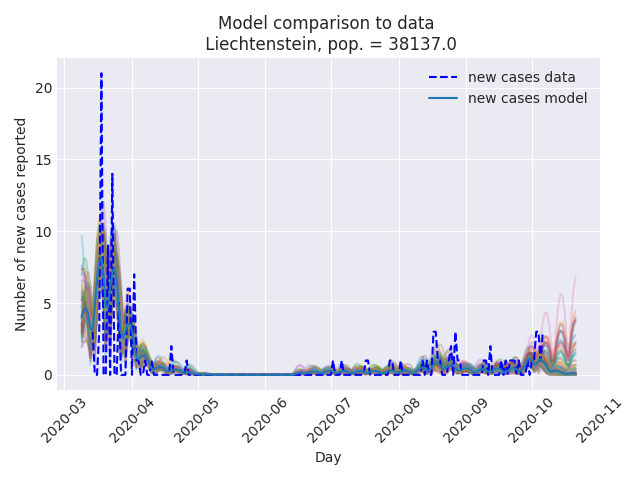 Model comparison to data
Liechtenstein, pop. = 38137.0
new cases data
new cases model
Number of new cases reported
20
15
10
5
0
2020-03
2020-04
2020-05
2020-06
2020-07
2020-08
2020-09
2020-10
2020-11
Day